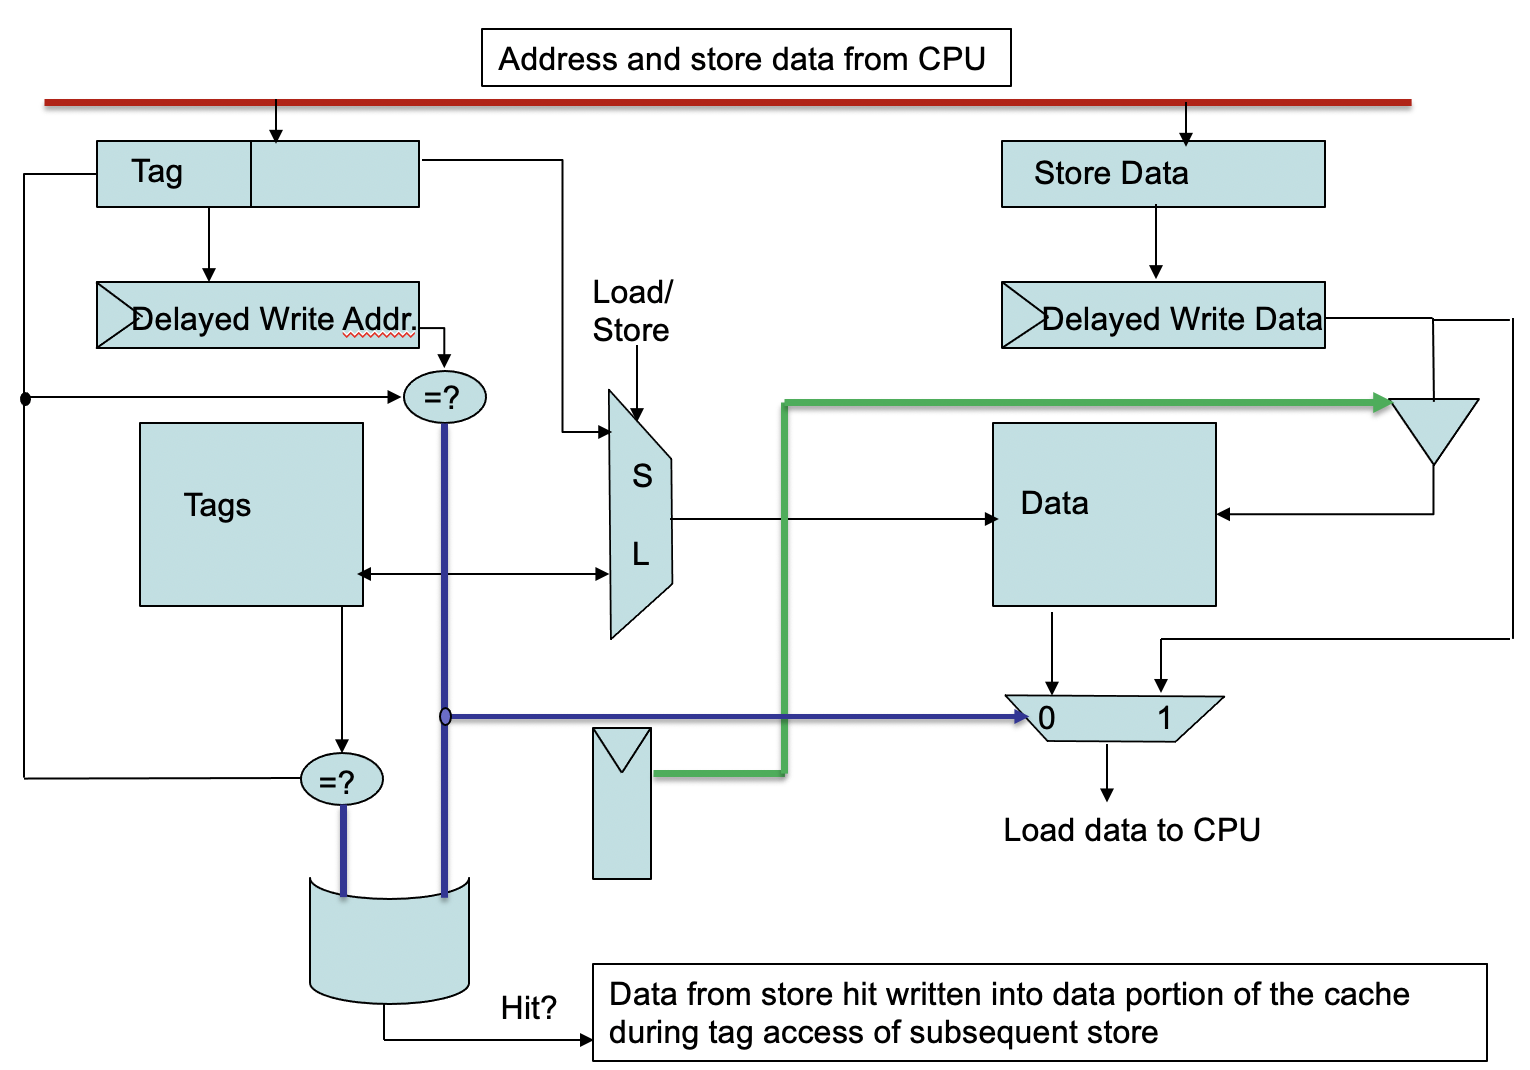 Address and store data from CPU
Tag
Store Data
Load/
Store
Delayed Write Addr.
Delayed Write Data
=?
S
Tags
Data
L
0
1
=?
Load data to CPU
Hit?
Data from store hit written into data portion of the cache
during tag access of subsequent store